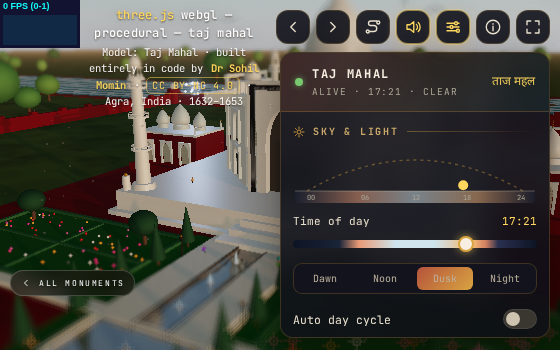 0 FPS (0-1)
three.js webgl —
procedural — taj mahal
Model: Taj Mahal · built
entirely in code by Dr Sohil
Momin · CC BY-NC 4.0 ·
Agra, India · 1632–1653
TAJ MAHAL
ताज महल
ALIVE · 17:21 · CLEAR
SKY & LIGHT
00 06 12 18 24
Time of day 17:21
Dawn Noon Dusk Night
ALL MONUMENTS
Auto day cycle